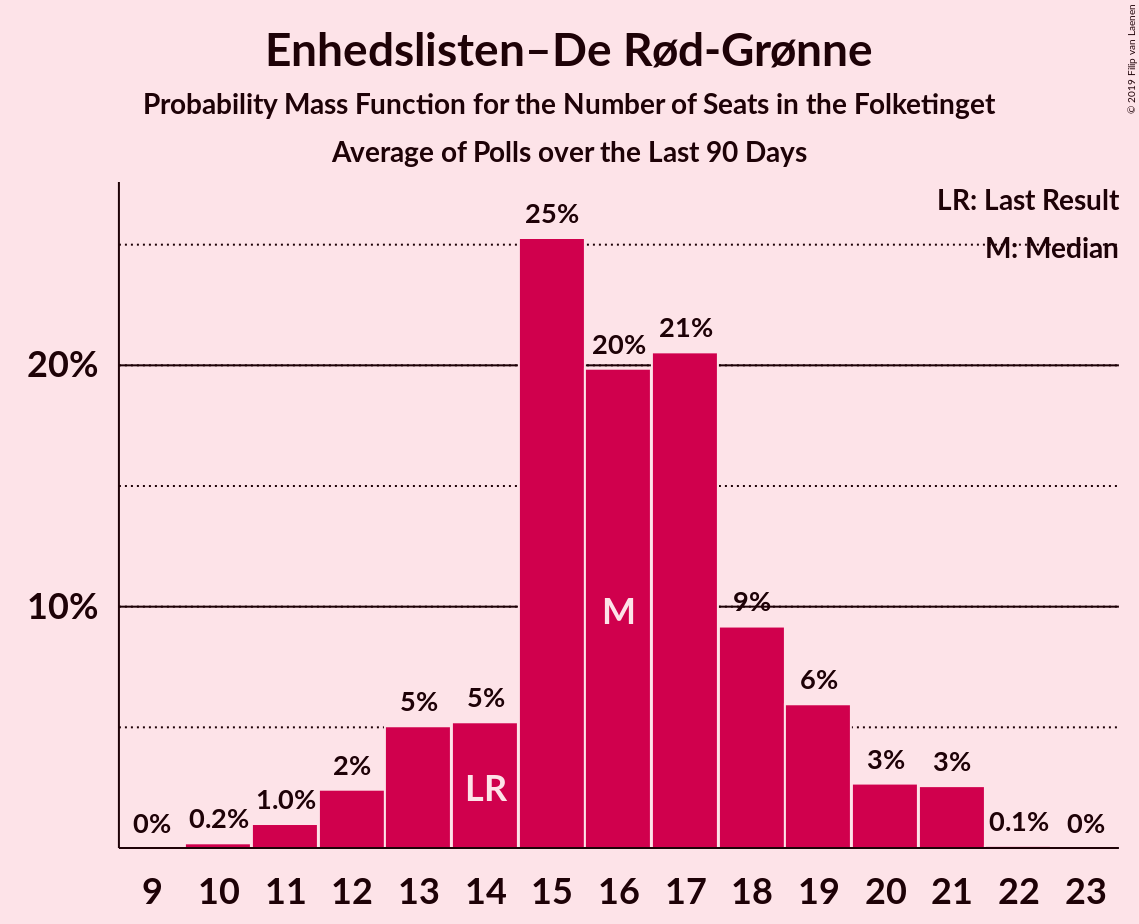 Enhedslisten–De Rød-Grønne
Probability Mass Function for the Number of Seats in the Folketinget
Average of Polls over the Last 90 Days
© 2019 Filip van Laenen
LR: Last Result
M: Median
20%
10%
0%
0.2%
1.0%
2%
5%
5%
25%
20%
21%
9%
6%
3%
3%
0.1%
0%
LR
M
9 10 11 12 13 14 15 16 17 18 19 20 21 22 23